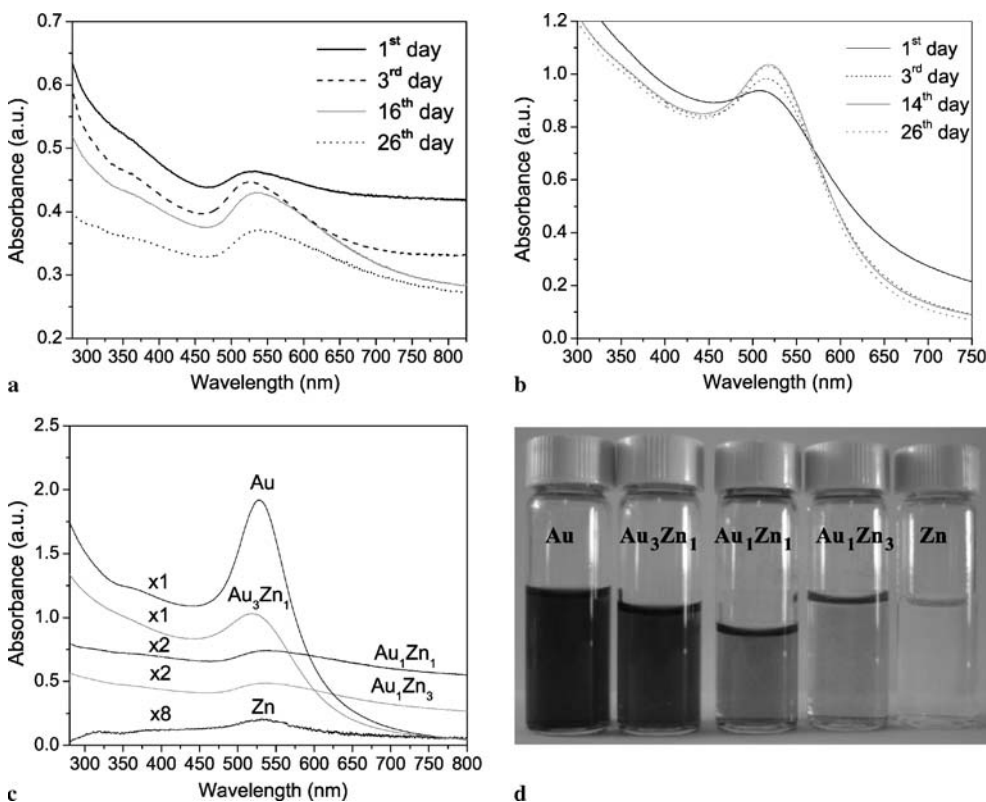 0.7
0.6
0.5
0.4
0.3
0.2
Absorbance (a.u.)
1st day
3rd day
16th day
26th day
300 350 400 450 500 550 600 650 700 750 800
Wavelength (nm)
a
1.2
1.0
0.8
0.6
0.4
0.2
0.0
Absorbance (a.u.)
1st day
3rd day
14th day
26th day
300 350 400 450 500 550 600 650 700 750
Wavelength (nm)
b
2.5
2.0
1.5
1.0
0.5
0.0
Absorbance (a.u.)
Au
x1
Au3Zn1
x1
x2
Au1Zn1
x2
Au1Zn3
x8
Zn
300 350 400 450 500 550 600 650 700 750 800
Wavelength (nm)
c
Au Au3Zn1 Au1Zn1 Au1Zn3 Zn
d